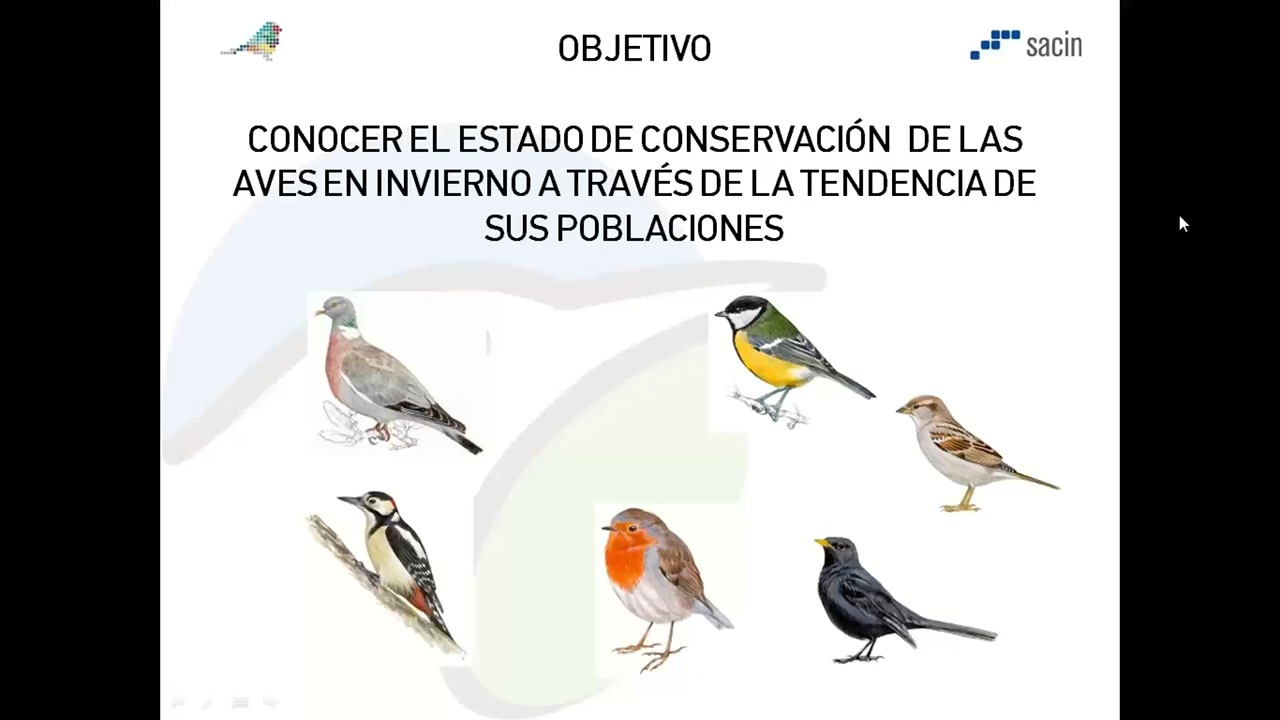 OBJETIVO
sacin
CONOCER EL ESTADO DE CONSERVACIÓN DE LAS
AVES EN INVIERNO A TRAVÉS DE LA TENDENCIA DE
SUS POBLACIONES